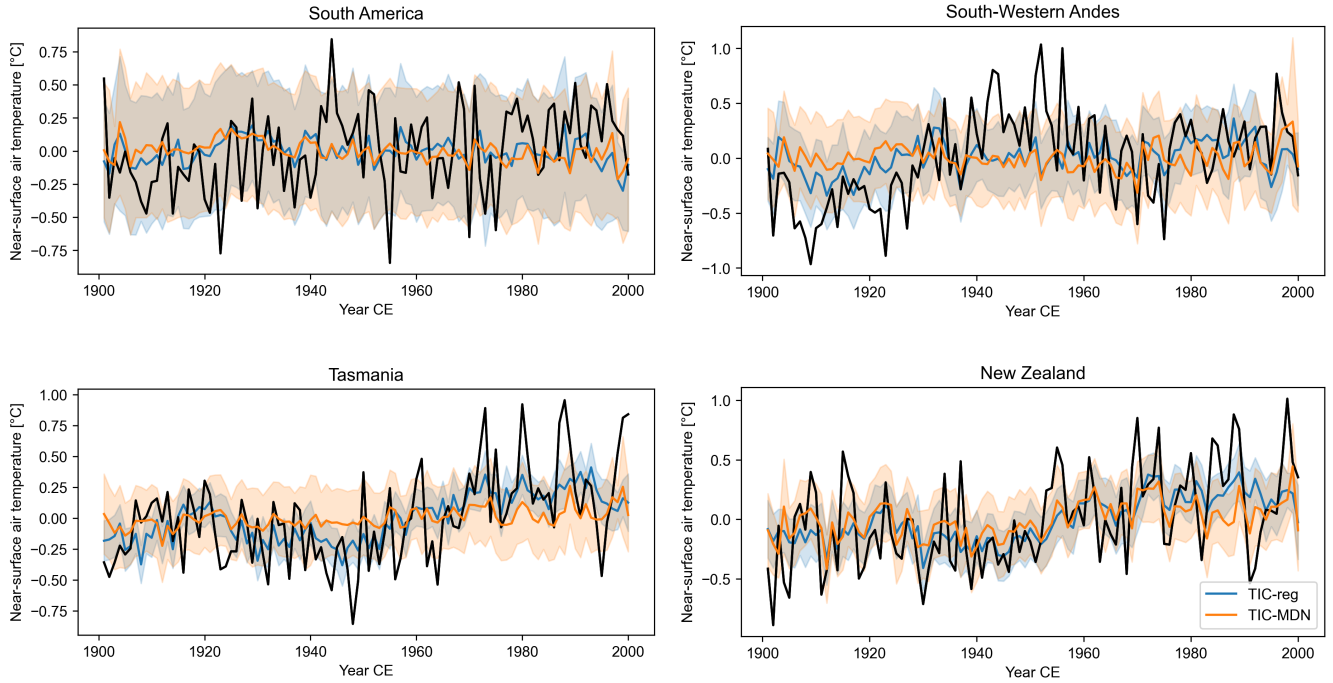 South America
Near-surface air temperature [°C]
0.75
0.50
0.25
0.00
−0.25
−0.50
−0.75
1900 1920 1940 1960 1980 2000
Year CE
South-Western Andes
Near-surface air temperature [°C]
1.0
0.5
0.0
−0.5
−1.0
1900 1920 1940 1960 1980 2000
Year CE
Tasmania
Near-surface air temperature [°C]
1.00
0.75
0.50
0.25
0.00
−0.25
−0.50
−0.75
1900 1920 1940 1960 1980 2000
Year CE
New Zealand
Near-surface air temperature [°C]
1.0
0.5
0.0
−0.5
TIC-reg
TIC-MDN
1900 1920 1940 1960 1980 2000
Year CE